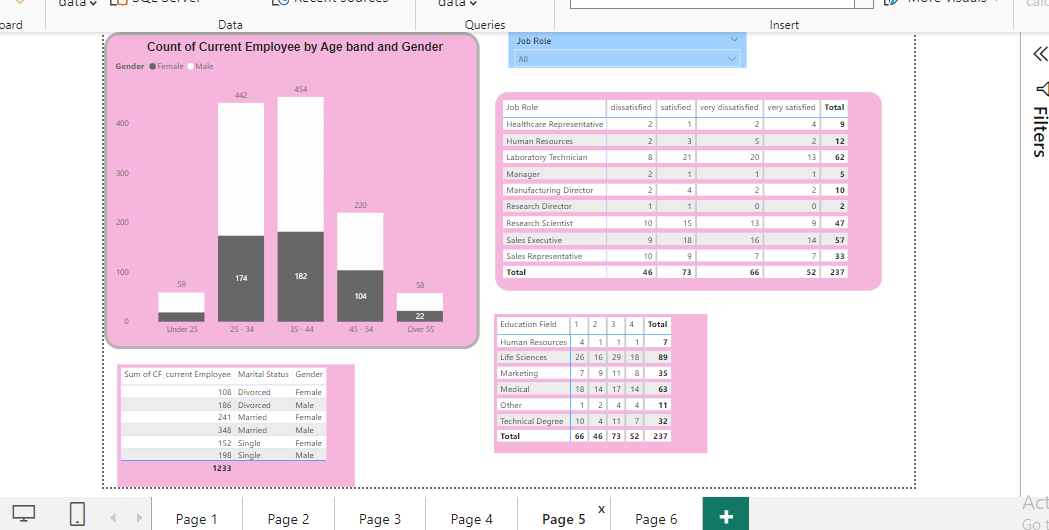 data
SQL Server
Recent sources
data
More visuals
oard
Data
Queries
Insert
Count of Current Employee by Age band and Gender
Gender Female Male
442
454
220
59
58
174
182
104
22
400
300
200
100
0
Under 25 25 - 34 35 - 44 45 - 54 Over 55
Job Role
All
Job Role dissatisfied satisfied very dissatisfied very satisfied Total
Healthcare Representative 2 1 2 4 9
Human Resources 2 3 5 2 12
Laboratory Technician 8 21 20 13 62
Manager 2 1 1 1 5
Manufacturing Director 2 4 2 2 10
Research Director 1 1 0 0 2
Research Scientist 10 15 13 9 47
Sales Executive 9 18 16 14 57
Sales Representative 10 9 7 7 33
Total 46 73 66 52 237
Sum of CF_current Employee Marital Status Gender
108 Divorced Female
186 Divorced Male
241 Married Female
348 Married Male
152 Single Female
198 Single Male
1233
Education Field 1 2 3 4 Total
Human Resources 4 1 1 1 7
Life Sciences 26 16 29 18 89
Marketing 7 9 11 8 35
Medical 18 14 17 14 63
Other 1 2 4 4 11
Technical Degree 10 4 11 7 32
Total 66 46 73 52 237
Filters
Page 1 Page 2 Page 3 Page 4 Page 5 x Page 6 +
Act
Go t